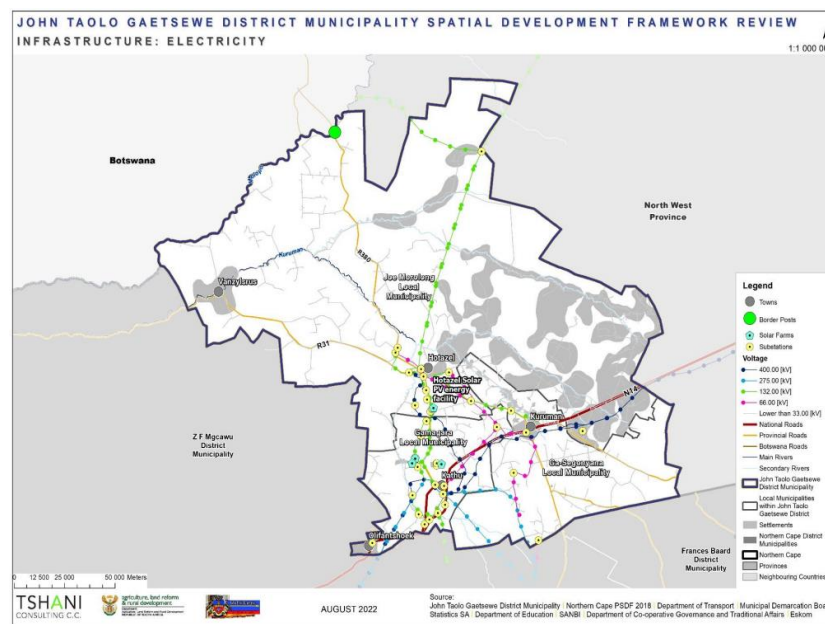 JOHN TAOLO GAETSEWE DISTRICT MUNICIPALITY SPATIAL DEVELOPMENT FRAMEWORK REVIEW
INFRASTRUCTURE: ELECTRICITY
1:1 000 00
Botswana
North West
Province
Molopo
Kuruman
R380
Vanzylsrus
Joe Morolong
Local
Municipality
R31
Hotazel
Hotazel Solar
PV energy
facility
N14
Kuruman
Gamagara
Local Municipality
Z F Mgcawu
District
Municipality
Ga-Segonyana
Local Municipality
Kathu
Olifantshoek
Frances Baard
District
Municipality
Legend
Towns
Border Posts
Solar Farms
Substations
Voltage
400.00 [kV]
275.00 [kV]
132.00 [kV]
66.00 [kV]
Lower than 33.00 [kV]
National Roads
Provincial Roads
Botswana Roads
Main Rivers
Secondary Rivers
John Taolo Gaetsewe
District Municipality
Local Municipalities
within John Taolo
Gaetsewe District
Settlements
Northern Cape District
Municipalities
Northern Cape
Provinces
Neighbouring Countries
0 12.500 25.000 50 000 Meters
TSHANI
CONSULTING C.C.
agriculture, land reform
& rural development
AUGUST 2022
Source:
John Taolo Gaetsewe District Municipality | Northern Cape PSDF 2018 | Department of Transport | Municipal Demarcation Boa
Statistics SA | Department of Education | SANBI | Department of Co-operative Governance and Traditional Affairs | Eskom